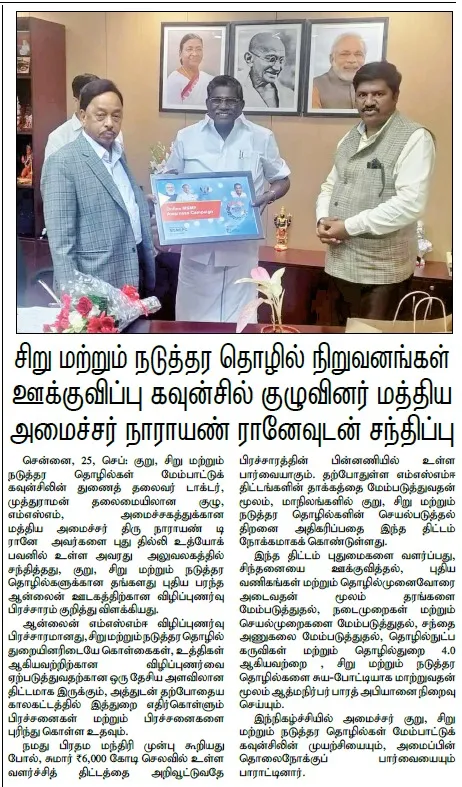 Online MSME
Awareness Campaign
சிறு மற்றும் நடுத்தர தொழில் நிறுவனங்கள்
ஊக்குவிப்பு கவுன்சில் குழுவினர் மத்திய
அமைச்சர் நாராயண் ரானேவுடன் சந்திப்பு
சென்னை, 25, செப்: குறு, சிறு மற்றும்
நடுத்தர தொழில்கள் மேம்பாட்டுக்
கவுன்சிலின் துணைத் தலைவர் டாக்டர்,
முத்துராமன் தலைமையிலான குழு,
எம்எஸ்எம், அமைச்சகத்துக்கான
மத்திய அமைச்சர் திரு நாராயண் டி
ரானே அவர்களை புது தில்லி உத்யோக்
பவனில் உள்ள அவரது அலுவலகத்தில்
சந்தித்தது, குறு, சிறு மற்றும் நடுத்தர
தொழில்களுக்கான தங்களது புதிய பரந்த
ஆன்லைன் ஊடகத்திற்கான விழிப்புணர்வு
பிரச்சாரம் குறித்து விளக்கியது.
ஆன்லைன் எம்எஸ்எம்ஈ விழிப்புணர்வு
பிரச்சாரமானது, சிறு மற்றும் நடுத்தர தொழில்
துறையினரிடையே கொள்கைகள், உத்திகள்
ஆகியவற்றிற்கான விழிப்புணர்வை
ஏற்படுத்துவதற்கான ஒரு தேசிய அளவிலான
திட்டமாக இருக்கும், அத்துடன் தற்போதைய
காலகட்டத்தில் இத்துறை எதிர்கொள்ளும்
பிரச்சனைகள் மற்றும் பிரச்சனைகளை
புரிந்து கொள்ள உதவும்.
நமது பிரதம மந்திரி முன்பு கூறியது
போல், சுமார் ₹6,000 கோடி செலவில் உள்ள
வளர்ச்சித் திட்டத்தை அறிவூட்டுவதே
பிரச்சாரத்தின் பின்னணியில் உள்ள
பார்வையாகும். தற்போதுள்ள எம்எஸ்எம்ஈ
திட்டங்களின் தாக்கத்தை மேம்படுத்துவதன்
மூலம், மாநிலங்களில் குறு, சிறு மற்றும்
நடுத்தர தொழில்களின் செயல்படுத்தல்
திறனை அதிகரிப்பதை இந்த திட்டம்
நோக்கமாகக் கொண்டுள்ளது.
இந்த திட்டம் புதுமைகளை வளர்ப்பது,
சிந்தனையை ஊக்குவித்தல், புதிய
வணிகங்கள் மற்றும் தொழில்முனைவோரை
அடைவதன் மூலம் தரங்களை
மேம்படுத்துதல், நடைமுறைகள் மற்றும்
செயல்முறைகளை மேம்படுத்துதல், சந்தை
அணுகலை மேம்படுத்துதல், தொழில்நுட்ப
கருவிகள் மற்றும் தொழில்துறை 4.0
ஆகியவற்றை , சிறு மற்றும் நடுத்தர
தொழில்களை சுய-போட்டியாக மாற்றுவதன்
மூலம் ஆத்மநிர்பர் பாரத் அபியானை நிறைவு
செய்யும்.
இந்நிகழ்ச்சியில் அமைச்சர் குறு, சிறு
மற்றும் நடுத்தர தொழில்கள் மேம்பாட்டுக்
கவுன்சிலின் முயற்சியையும், அமைப்பின்
தொலைநோக்குப் பார்வையையும்
பாராட்டினார்.